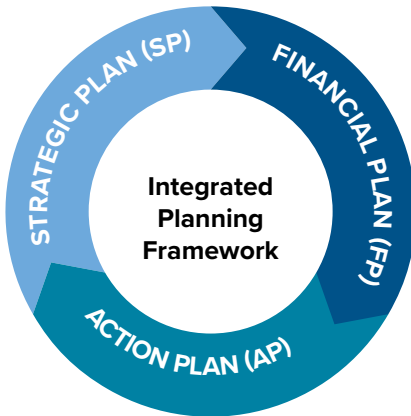 STRATEGIC PLAN (SP)
FINANCIAL PLAN (FP)
Integrated
Planning
Framework
ACTION PLAN (AP)